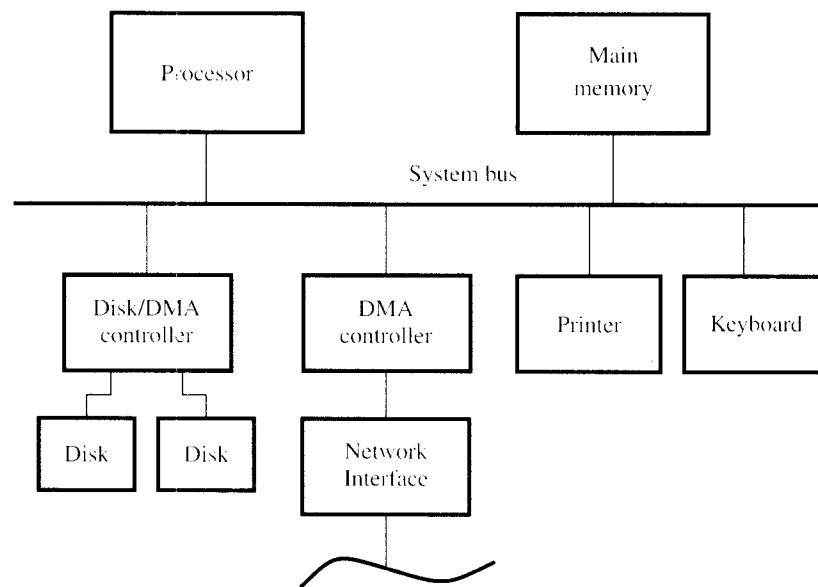 Processor
Main
memory
System bus
Disk/DMA
controller
DMA
controller
Printer
Keyboard
Disk
Disk
Network
Interface